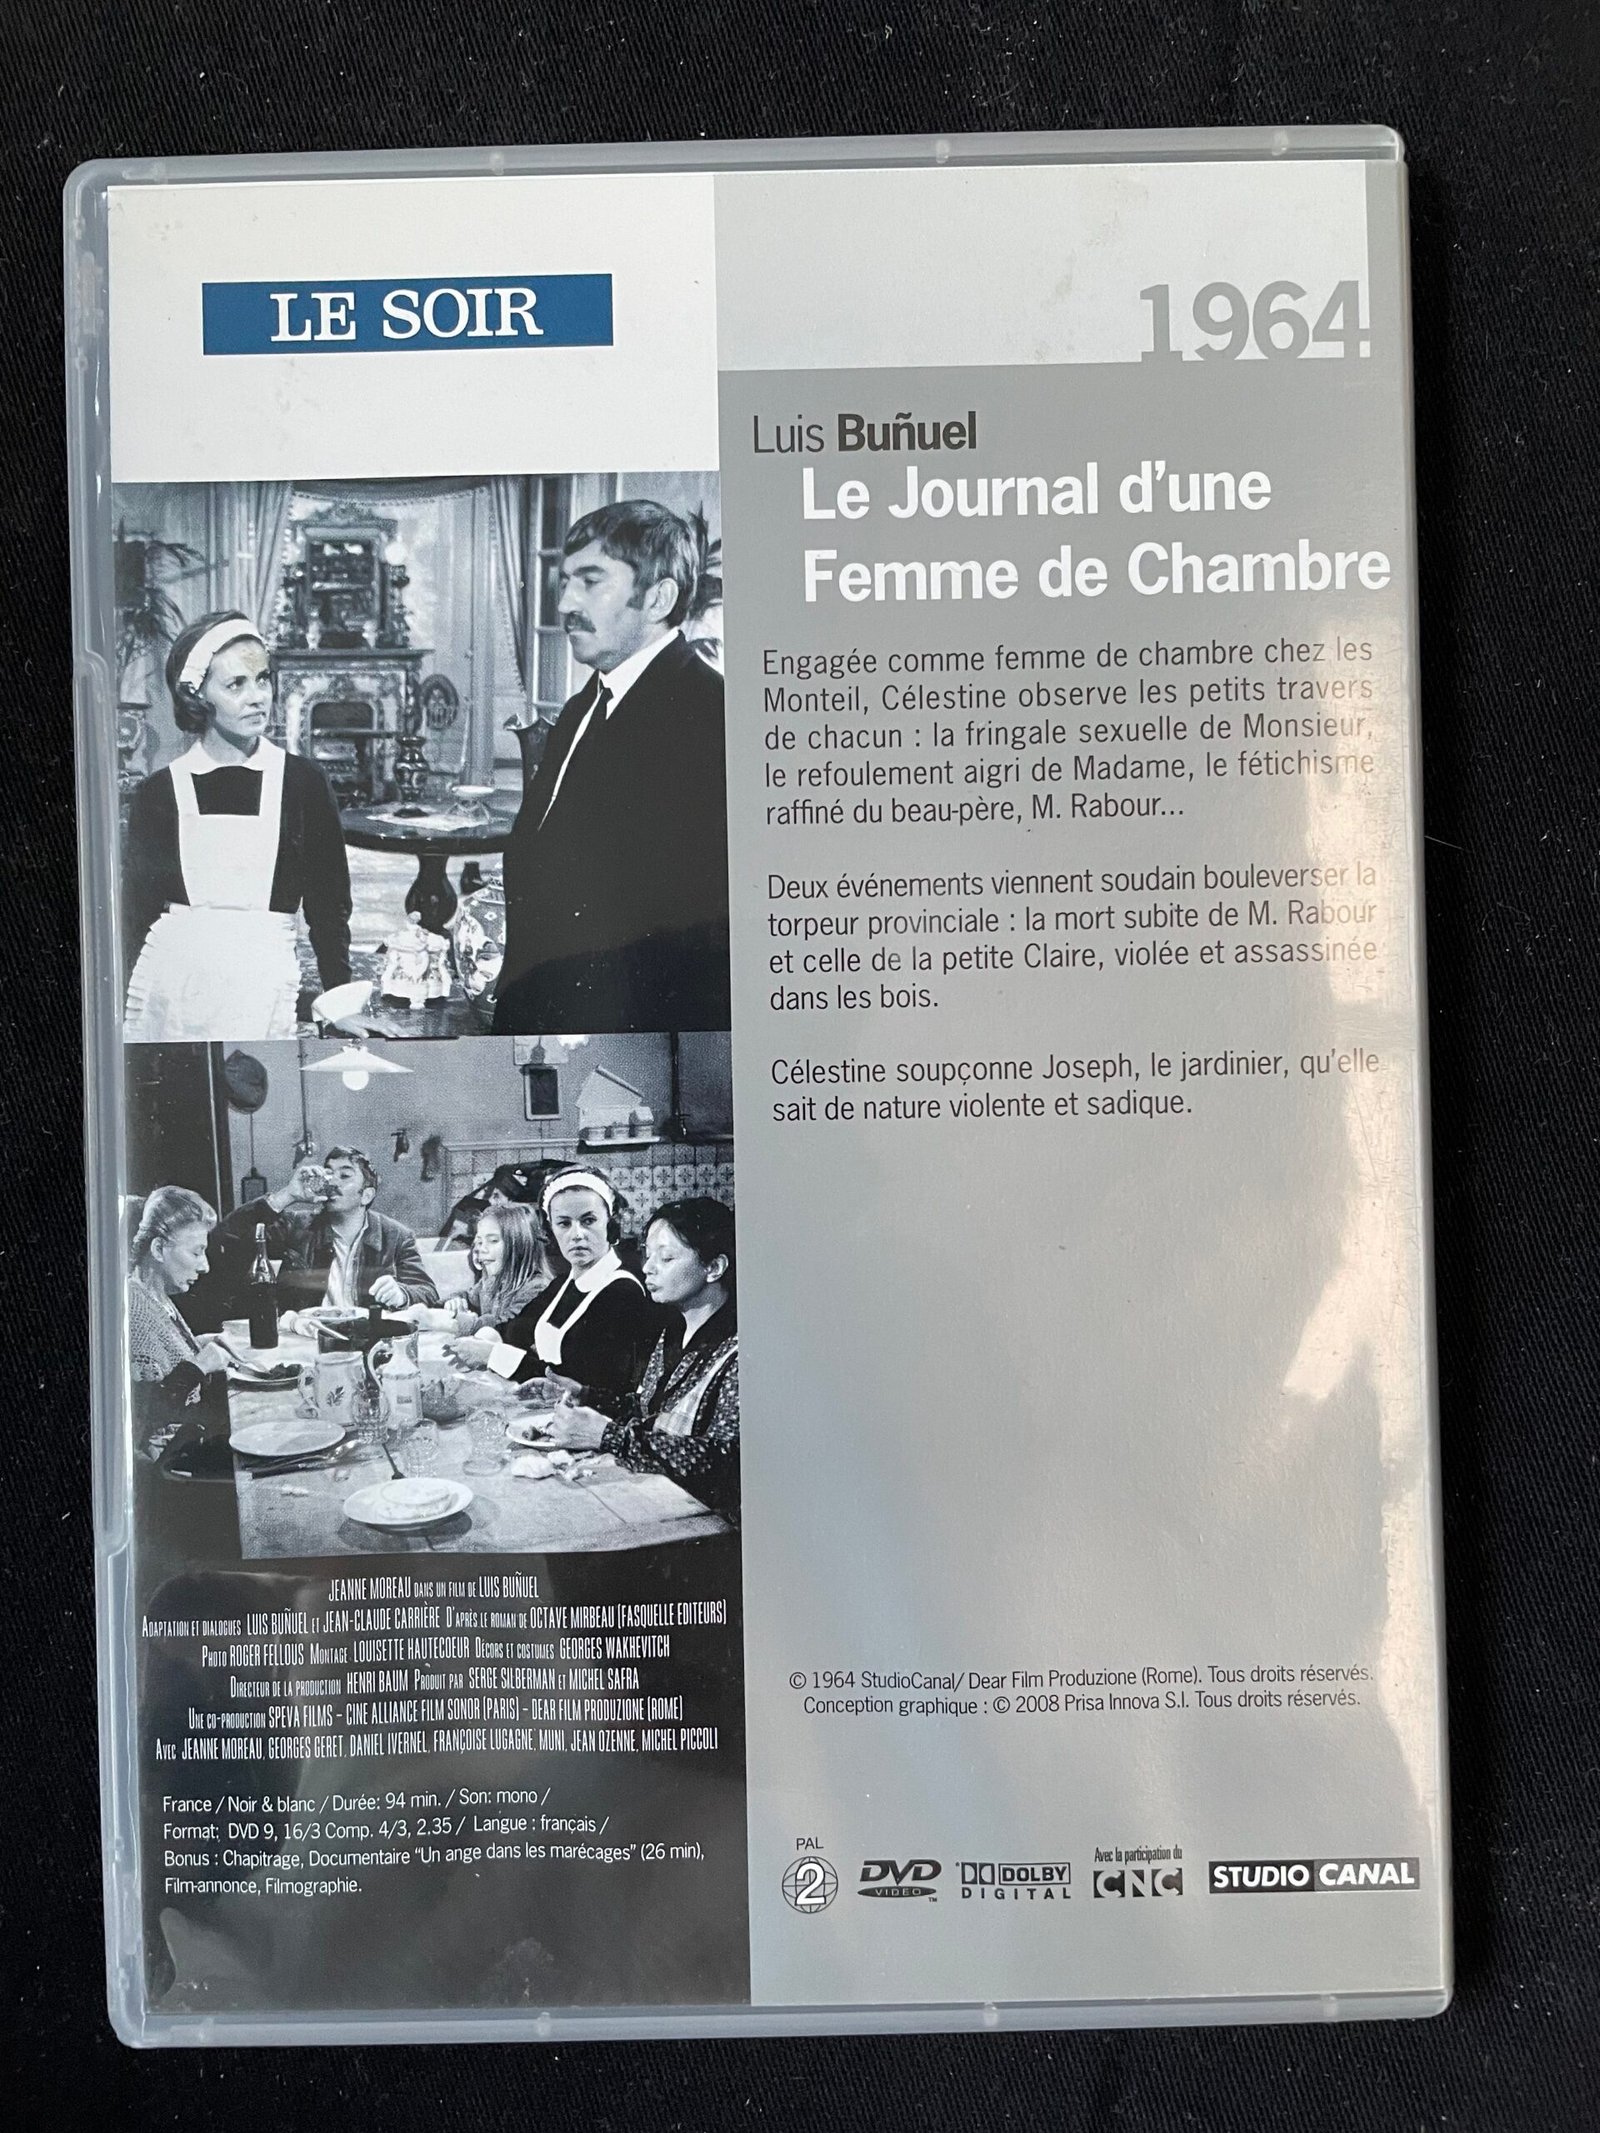 LE SOIR
1964
Luis Buñuel
Le Journal d'une
Femme de Chambre
Engagée comme femme de chambre chez les
Monteil, Célestine observe les petits travers
de chacun : la fringale sexuelle de Monsieur,
le refoulement aigri de Madame, le fétichisme
raffiné du beau-père, M. Rabour...
Deux événements viennent soudain bouleverser la
torpeur provinciale : la mort subite de M. Rabour
et celle de la petite Claire, violée et assassinée
dans les bois.
Célestine soupçonne Joseph, le jardinier, qu'elle
sait de nature violente et sadique.
JEANNE MOREAU DANS UN FILM DE LUIS BUÑUEL
ADAPTATION ET DIALOGUES LUIS BUÑUEL ET JEAN-CLAUDE CARRIÈRE D'APRÈS LE ROMAN DE OCTAVE MIRBEAU (FASQUELLE EDITEURS)
PHOTO ROGER FELLOUS MONTAGE LOUISETTE HAUTECOEUR DÉCORS ET COSTUMES GEORGES WAKHEVITCH
DIRECTEUR DE LA PRODUCTION HENRI BAUM PRODUIT PAR SERGE SILBERMAN ET MICHEL SAFRA
UNE CO-PRODUCTION SPEVA FILMS - CINE ALLIANCE FILM SONOR (PARIS) - DEAR FILM PRODUZIONE (ROME)
AVEC JEANNE MOREAU, GEORGES GERET, DANIEL IVERNEL, FRANÇOISE LUGAGNE, MUNI, JEAN OZENNE, MICHEL PICCOLI
France / Noir & blanc / Durée: 94 min. / Son: mono /
Format: DVD 9, 16/3 Comp. 4/3, 2.35 / Langue : français /
Bonus : Chapitrage, Documentaire "Un ange dans les marécages" (26 min),
Film-annonce, Filmographie.
© 1964 StudioCanal/ Dear Film Produzione (Rome). Tous droits réservés.
Conception graphique : © 2008 Prisa Innova S.l. Tous droits réservés.
PAL
2
DVD
VIDEO
™
DOLBY
DIGITAL
Avec la participation du
CNC
STUDIO CANAL